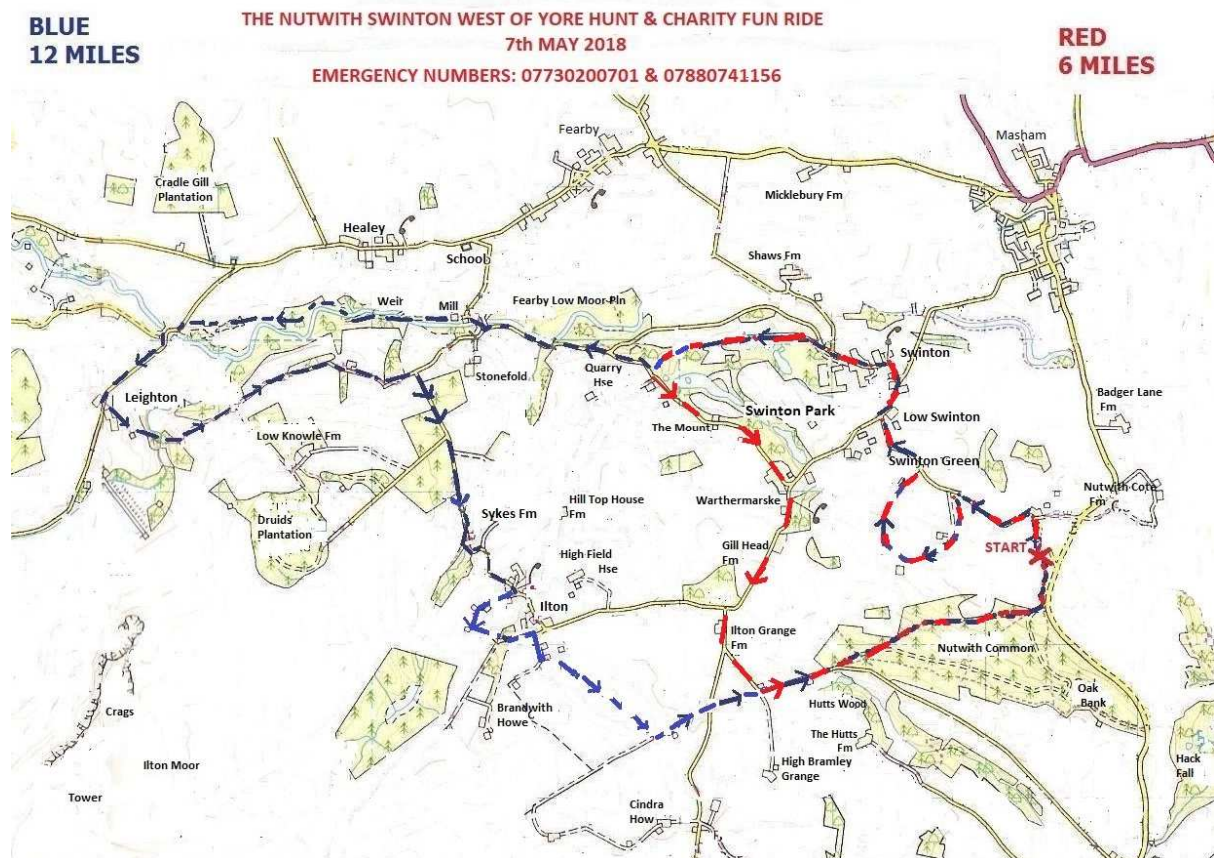 BLUE
12 MILES
THE NUTWITH SWINTON WEST OF YORE HUNT & CHARITY FUN RIDE
7th MAY 2018
EMERGENCY NUMBERS: 07730200701 & 07880741156
RED
6 MILES
Fearby
Masham
Cradle Gill
Plantation
Micklebury Fm
Healey
School
Shaws Fm
Weir
Mill
Fearby Low Moor Pln
Swinton
Quarry
Hse
Stonefold
Leighton
Swinton Park
Badger Lane
Fm
Low Swinton
The Mount
Low Knowle Fm
Swinton Green
Nutwith Cote
Fm
Warthermarske
Hill Top House
Fm
Sykes Fm
Druids
Plantation
START
Gill Head
Fm
High Field
Hse
Ilton
Ilton Grange
Fm
Nutwith Common
Oak
Bank
Hutts Wood
Brandwith
Howe
Crags
The Hutts
Fm
High Bramley
Grange
Hack
Fall
Ilton Moor
Tower
Cindra
How